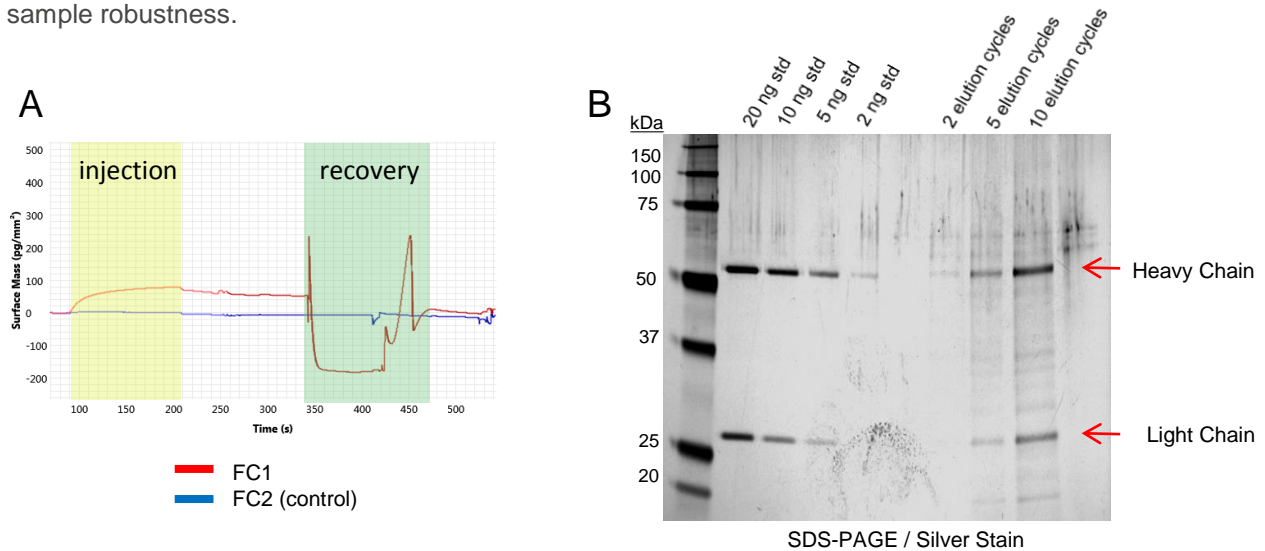 sample robustness.
A
injection
recovery
500
400
300
200
100
0
-100
-200
Surface Mass (pg/mm²)
100 150 200 250 300 350 400 450 500
Time (s)
FC1
FC2 (control)
B
kDa
20 ng std
10 ng std
5 ng std
2 ng std
2 elution cycles
5 elution cycles
10 elution cycles
150
100
75
50
37
25
20
Heavy Chain
Light Chain
SDS-PAGE / Silver Stain